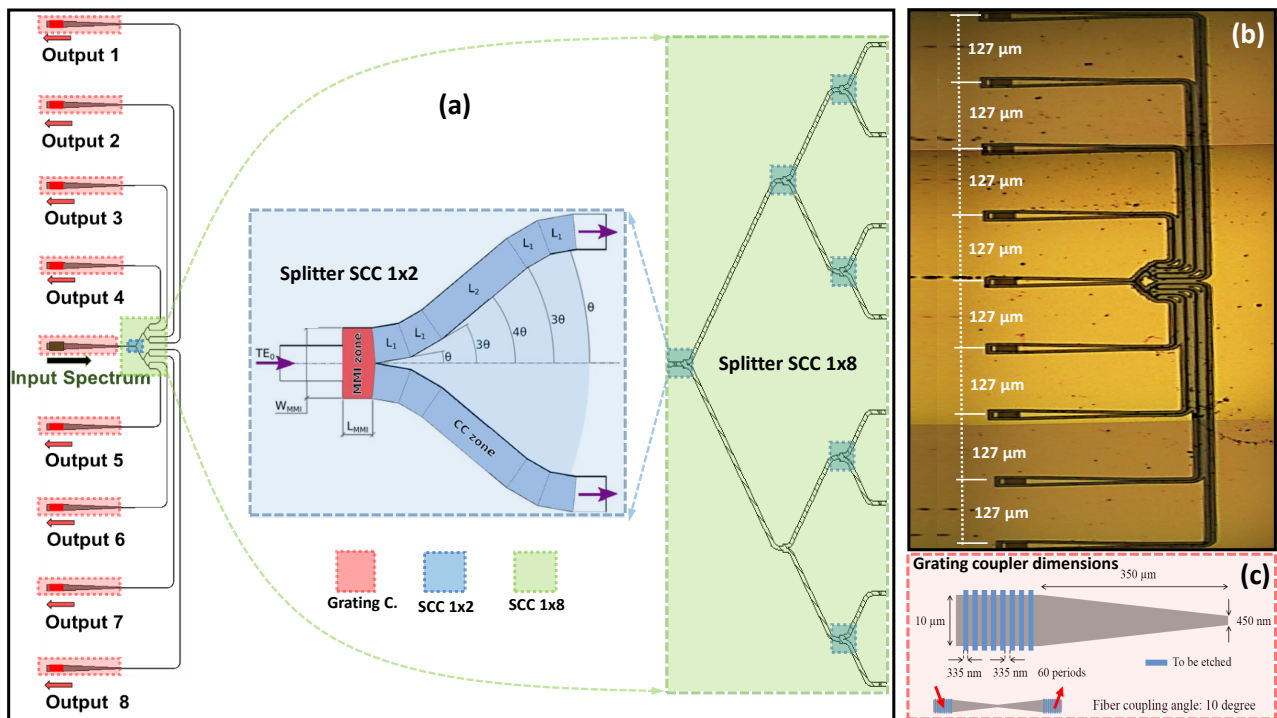 Output 1
Output 2
Output 3
Output 4
Input Spectrum
Output 5
Output 6
Output 7
Output 8
(a)
Splitter SCC 1x2
TE₀
MMI zone
W_MMI
L_MMI
L₁
L₁
L₂
L₁
L₁
θ
3θ
4θ
3θ
θ
CC zone
Grating C.
SCC 1x2
SCC 1x8
Splitter SCC 1x8
(b)
127 µm
127 µm
127 µm
127 µm
127 µm
127 µm
127 µm
127 µm
Grating coupler dimensions
(c)
350 µm
10 µm
450 nm
To be etched
335 nm
335 nm
60 periods
Fiber coupling angle: 10 degree